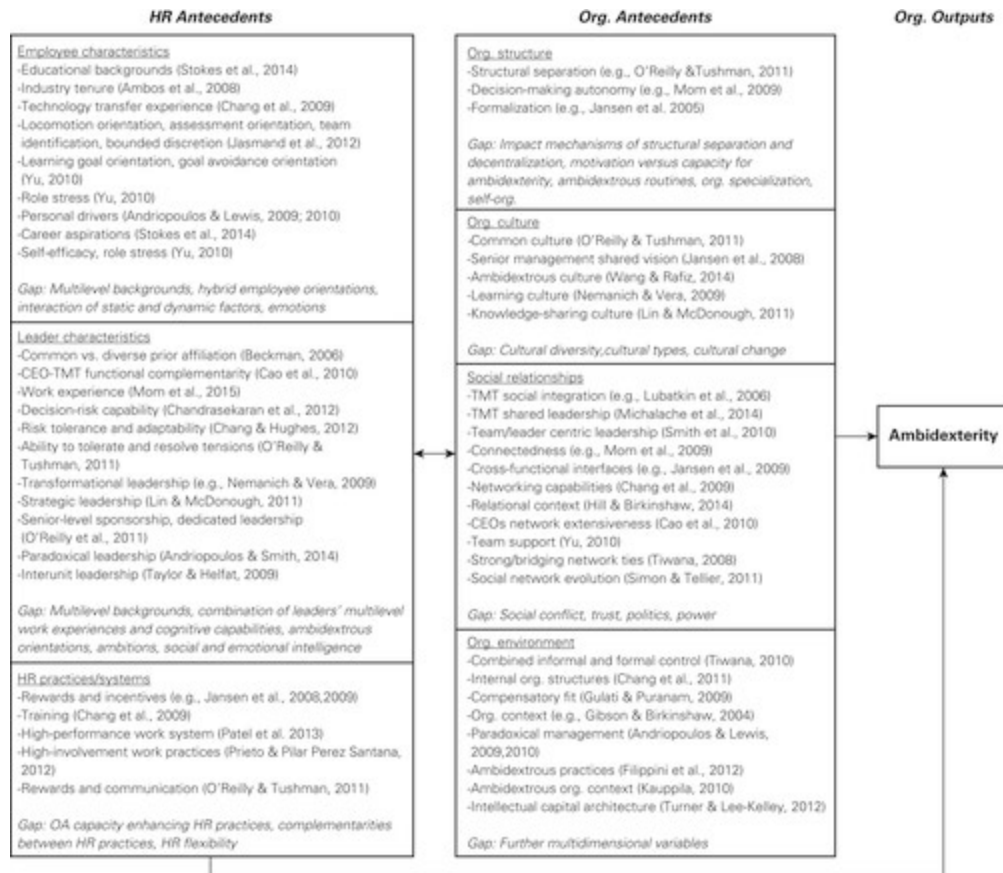 HR Antecedents
Employee characteristics
-Educational backgrounds (Stokes et al., 2014)
-Industry tenure (Ambos et al., 2008)
-Technology transfer experience (Chang et al., 2009)
-Locomotion orientation, assessment orientation, team
identification, bounded discretion (Jasmand et al., 2012)
-Learning goal orientation, goal avoidance orientation
(Yu, 2010)
-Role stress (Yu, 2010)
-Personal drivers (Andriopoulos & Lewis, 2009; 2010)
-Career aspirations (Stokes et al., 2014)
-Self-efficacy, role stress (Yu, 2010)
Gap: Multilevel backgrounds, hybrid employee orientations,
interaction of static and dynamic factors, emotions
Leader characteristics
-Common vs. diverse prior affiliation (Beckman, 2006)
-CEO-TMT functional complementarity (Cao et al., 2010)
-Work experience (Mom et al., 2015)
-Decision-risk capability (Chandrasekaran et al., 2012)
-Risk tolerance and adaptability (Chang & Hughes, 2012)
-Ability to tolerate and resolve tensions (O'Reilly &
Tushman, 2011)
-Transformational leadership (e.g., Nemanich & Vera, 2009)
-Strategic leadership (Lin & McDonough, 2011)
-Senior-level sponsorship, dedicated leadership
(O'Reilly et al., 2011)
-Paradoxical leadership (Andriopoulos & Smith, 2014)
-Interunit leadership (Taylor & Helfat, 2009)
Gap: Multilevel backgrounds, combination of leaders' multilevel
work experiences and cognitive capabilities, ambidextrous
orientations, ambitions, social and emotional intelligence
HR practices/systems
-Rewards and incentives (e.g., Jansen et al., 2008,2009)
-Training (Chang et al., 2009)
-High-performance work system (Patel et al. 2013)
-High-involvement work practices (Prieto & Pilar Perez Santana,
2012)
-Rewards and communication (O'Reilly & Tushman, 2011)
Gap: OA capacity enhancing HR practices, complementarities
between HR practices, HR flexibility
Org. Antecedents
Org. structure
-Structural separation (e.g., O'Reilly &Tushman, 2011)
-Decision-making autonomy (e.g., Mom et al., 2009)
-Formalization (e.g., Jansen et al. 2005)
Gap: Impact mechanisms of structural separation and
decentralization, motivation versus capacity for
ambidexterity, ambidextrous routines, org. specialization,
self-org.
Org. culture
-Common culture (O'Reilly & Tushman, 2011)
-Senior management shared vision (Jansen et al., 2008)
-Ambidextrous culture (Wang & Rafiz, 2014)
-Learning culture (Nemanich & Vera, 2009)
-Knowledge-sharing culture (Lin & McDonough, 2011)
Gap: Cultural diversity,cultural types, cultural change
Social relationships
-TMT social integration (e.g., Lubatkin et al., 2006)
-TMT shared leadership (Michalache et al., 2014)
-Team/leader centric leadership (Smith et al., 2010)
-Connectedness (e.g., Mom et al., 2009)
-Cross-functional interfaces (e.g., Jansen et al., 2009)
-Networking capabilities (Chang et al., 2009)
-Relational context (Hill & Birkinshaw, 2014)
-CEOs network extensiveness (Cao et al., 2010)
-Team support (Yu, 2010)
-Strong/bridging network ties (Tiwana, 2008)
-Social network evolution (Simon & Tellier, 2011)
Gap: Social conflict, trust, politics, power
Org. environment
-Combined informal and formal control (Tiwana, 2010)
-Internal org. structures (Chang et al., 2011)
-Compensatory fit (Gulati & Puranam, 2009)
-Org. context (e.g., Gibson & Birkinshaw, 2004)
-Paradoxical management (Andriopoulos & Lewis,
2009,2010)
-Ambidextrous practices (Filippini et al., 2012)
-Ambidextrous org. context (Kauppila, 2010)
-Intellectual capital architecture (Turner & Lee-Kelley, 2012)
Gap: Further multidimensional variables
Org. Outputs
Ambidexterity